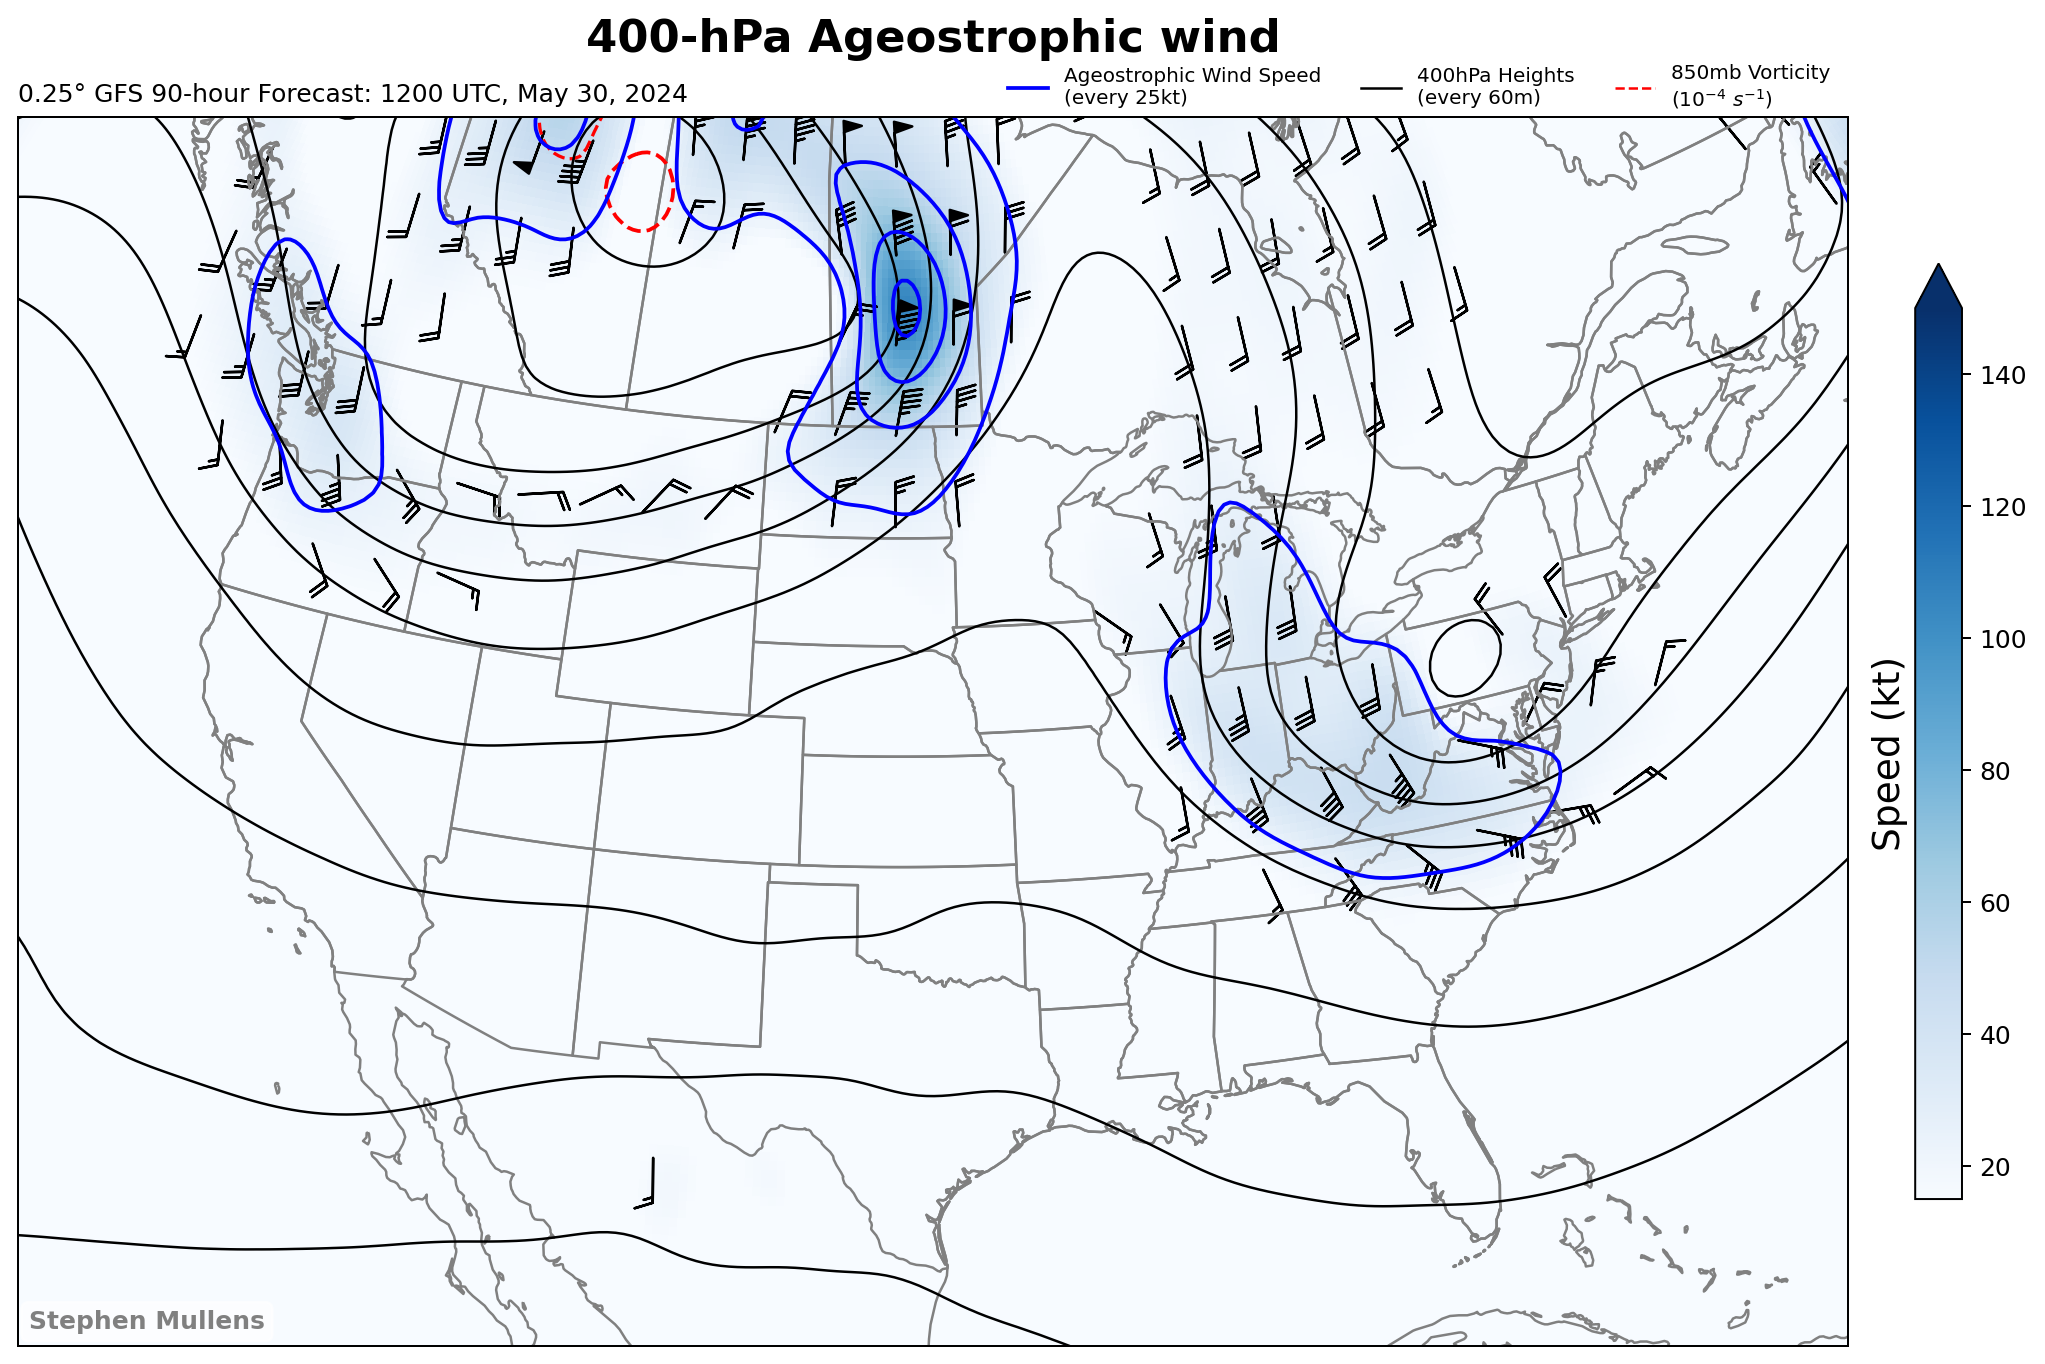 400-hPa Ageostrophic wind
0.25° GFS 90-hour Forecast: 1200 UTC, May 30, 2024
Ageostrophic Wind Speed
(every 25kt)
400hPa Heights
(every 60m)
850mb Vorticity
(10⁻⁴ s⁻¹)
140
120
100
80
60
40
20
Speed (kt)
Stephen Mullens